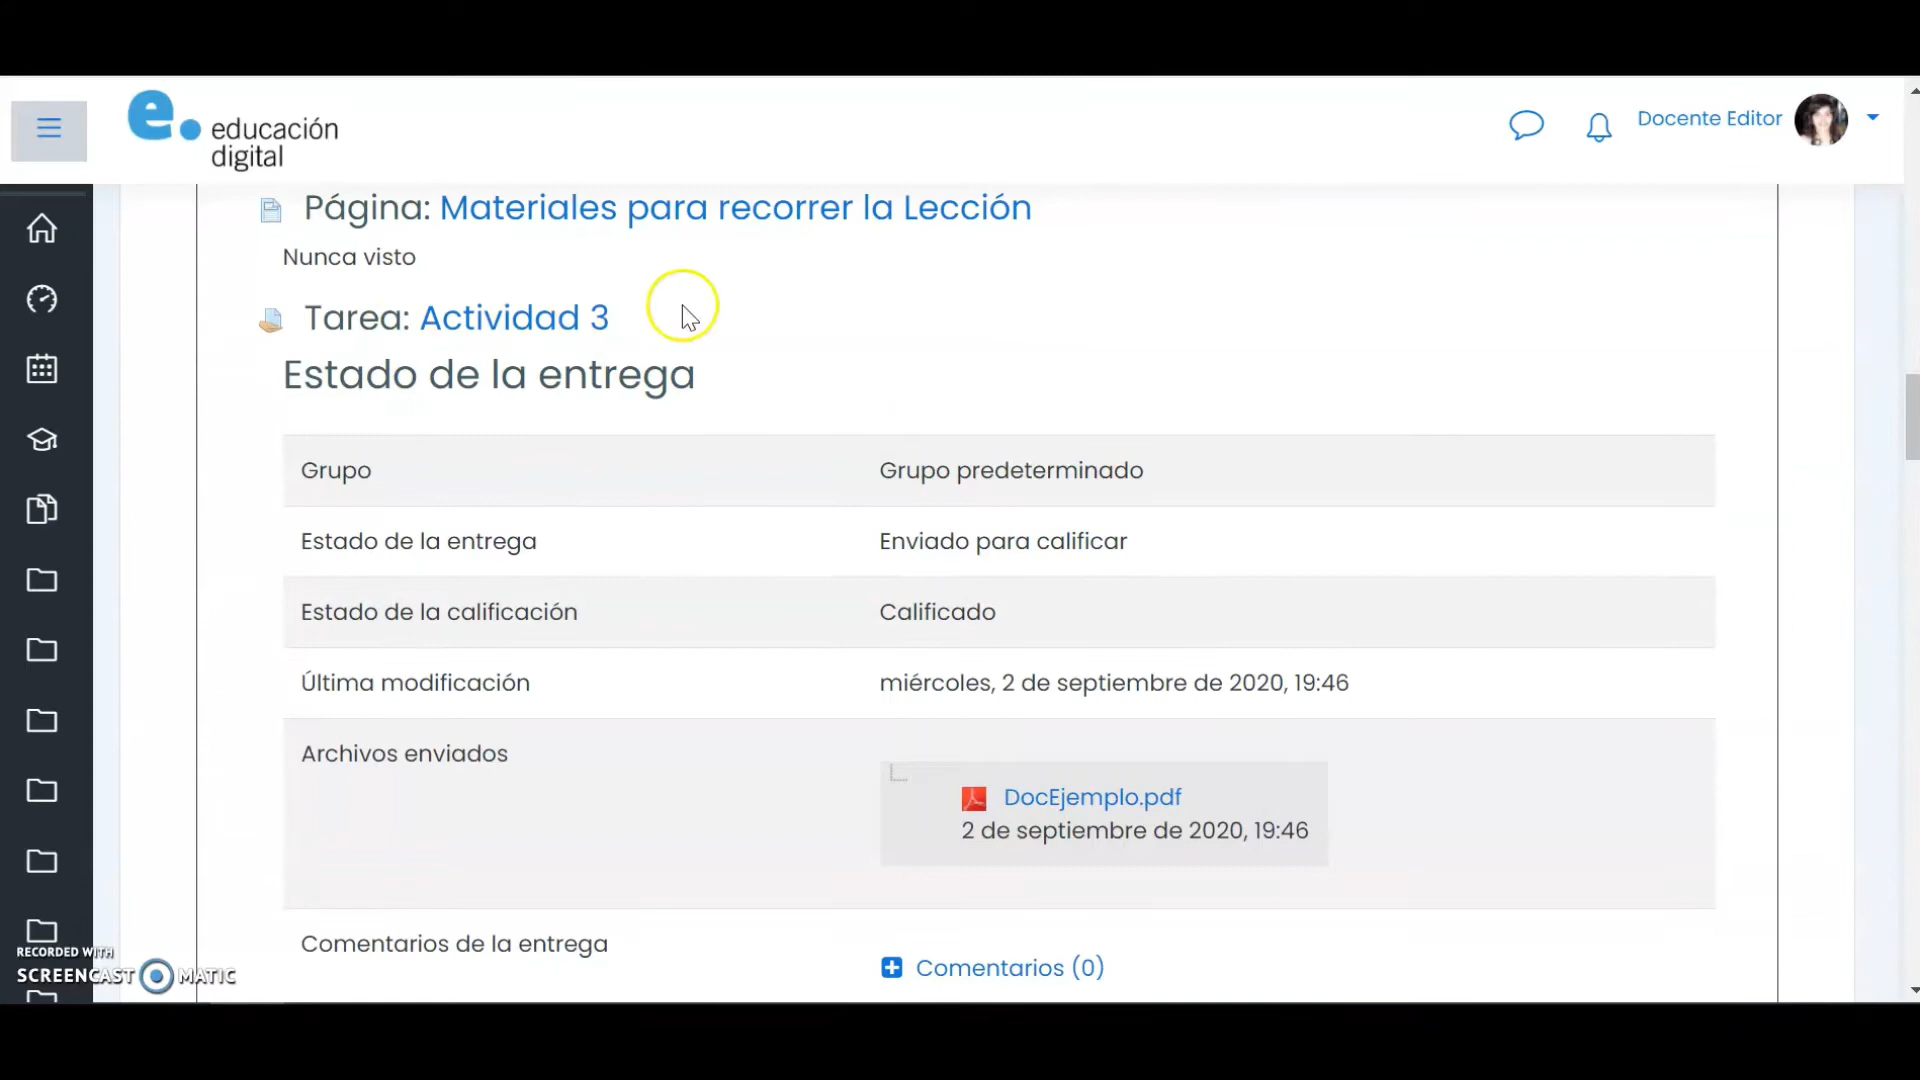 e. educación
digital
Docente Editor
Página: Materiales para recorrer la Lección
Nunca visto
Tarea: Actividad 3
Estado de la entrega
Grupo Grupo predeterminado
Estado de la entrega Enviado para calificar
Estado de la calificación Calificado
Última modificación miércoles, 2 de septiembre de 2020, 19:46
Archivos enviados
DocEjemplo.pdf
2 de septiembre de 2020, 19:46
Comentarios de la entrega
Comentarios (0)
RECORDED WITH
SCREENCAST MATIC